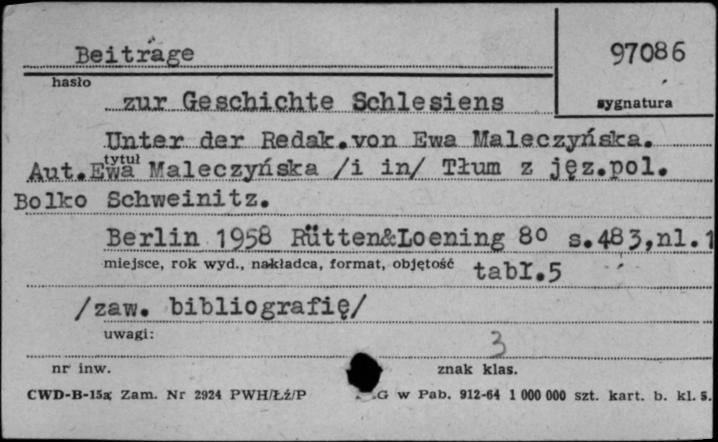 Beiträge
97086
hasło
zur Geschichte Schlesiens
sygnatura
Unter der Redak.von Ewa Maleczyńska.
tytuł
Aut.Ewa Maleczyńska /i in/ Tłum z jęz.pol.
Bolko Schweinitz.
Berlin 1958 Rütten&Loening 8o s.483,nl.1
miejsce, rok wyd., nakładca, format, objętość
tabl.5
/zaw. bibliografię/
uwagi:
3
nr inw.
znak klas.
CWD-B-15a; Zam. Nr 2924 PWH/Łź/P
G w Pab. 912-64 1 000 000 szt. kart. b. kl. 5.